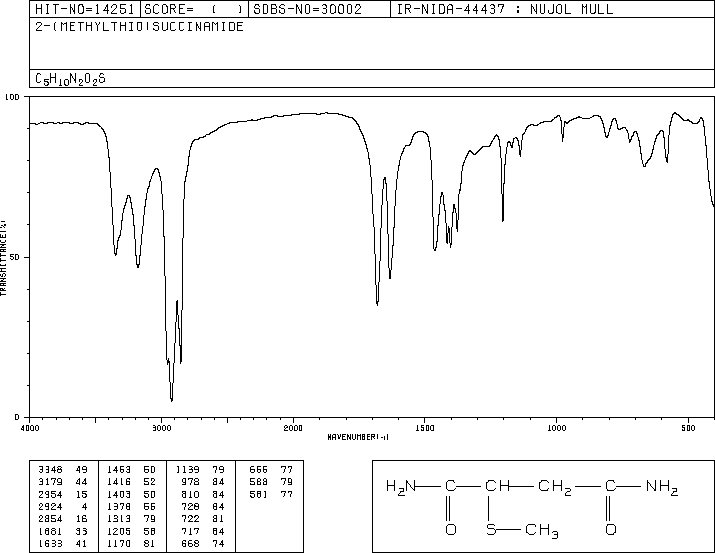 HIT-NO=14251 SCORE= ( ) SDBS-NO=30002 IR-NIDA-44437 : NUJOL MULL
2-(METHYLTHIO)SUCCINAMIDE
C5H10N2O2S
100
50
0
TRANSMITTANCE(%)
4000 3000 2000 1500 1000 500
WAVENUMBER(-1)
3348 49 1463 50 1139 79 666 77
3179 44 1416 52 978 84 588 79
2954 15 1403 50 810 84 581 77
2924 4 1378 66 728 84
2854 16 1313 79 722 81
1681 33 1205 58 717 84
1633 41 1170 81 668 74
H2N C CH CH2 C NH2
O S CH3 O